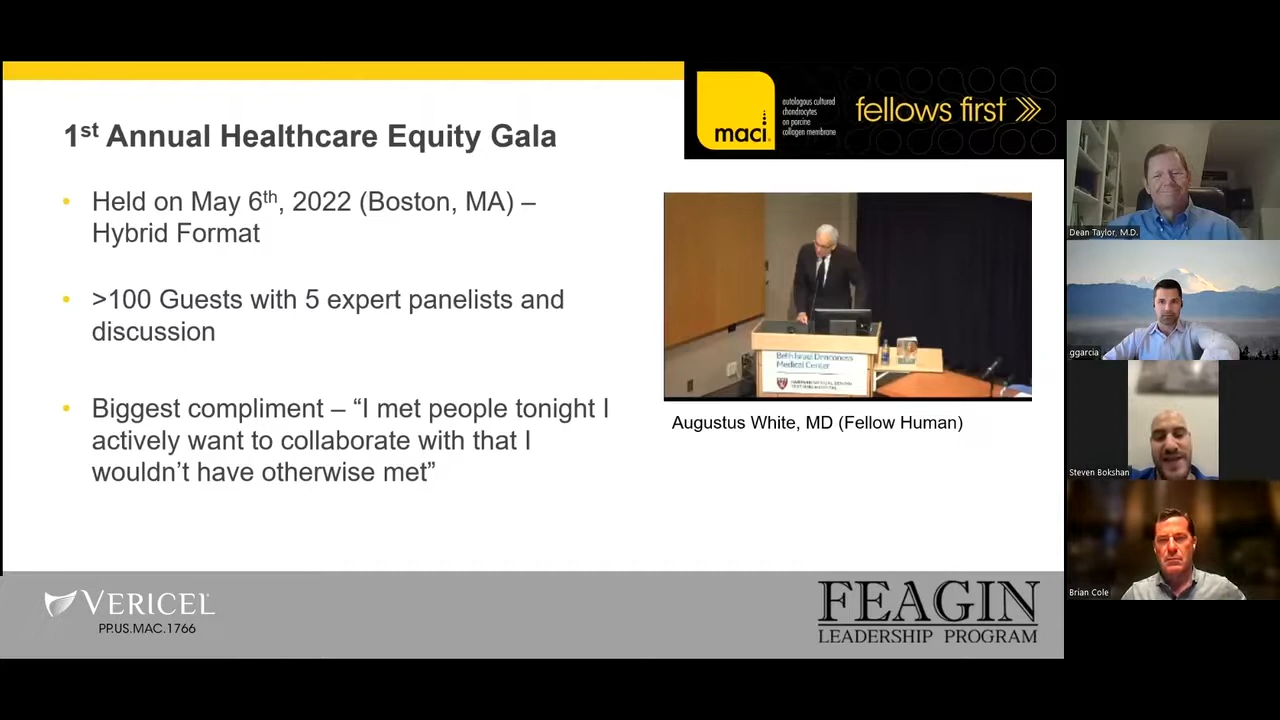 1st Annual Healthcare Equity Gala
• Held on May 6th, 2022 (Boston, MA) –
Hybrid Format
• >100 Guests with 5 expert panelists and
discussion
• Biggest compliment – “I met people tonight I
actively want to collaborate with that I
wouldn’t have otherwise met”
maci
autologous cultured
chondrocytes
on porcine
collagen membrane
fellows first
Beth Israel Deaconess
Medical Center
Augustus White, MD (Fellow Human)
VERICEL
PP.US.MAC.1766
FEAGIN
LEADERSHIP PROGRAM
Dean Taylor, M.D.
ggarcia
Steven Bokshan
Brian Cole